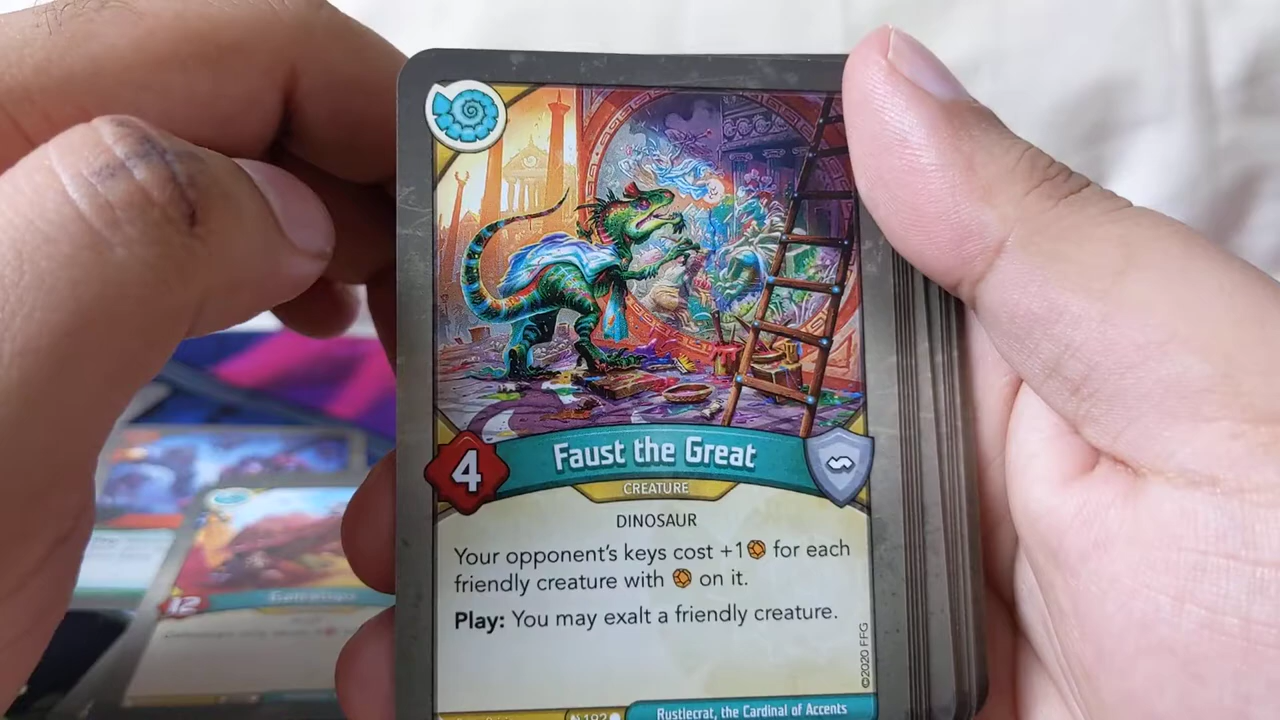 4
Faust the Great
CREATURE
DINOSAUR
Your opponent's keys cost +1 for each
friendly creature with on it.
Play: You may exalt a friendly creature.
©2020 FFG
192
Rustlecrat, the Cardinal of Accents
12